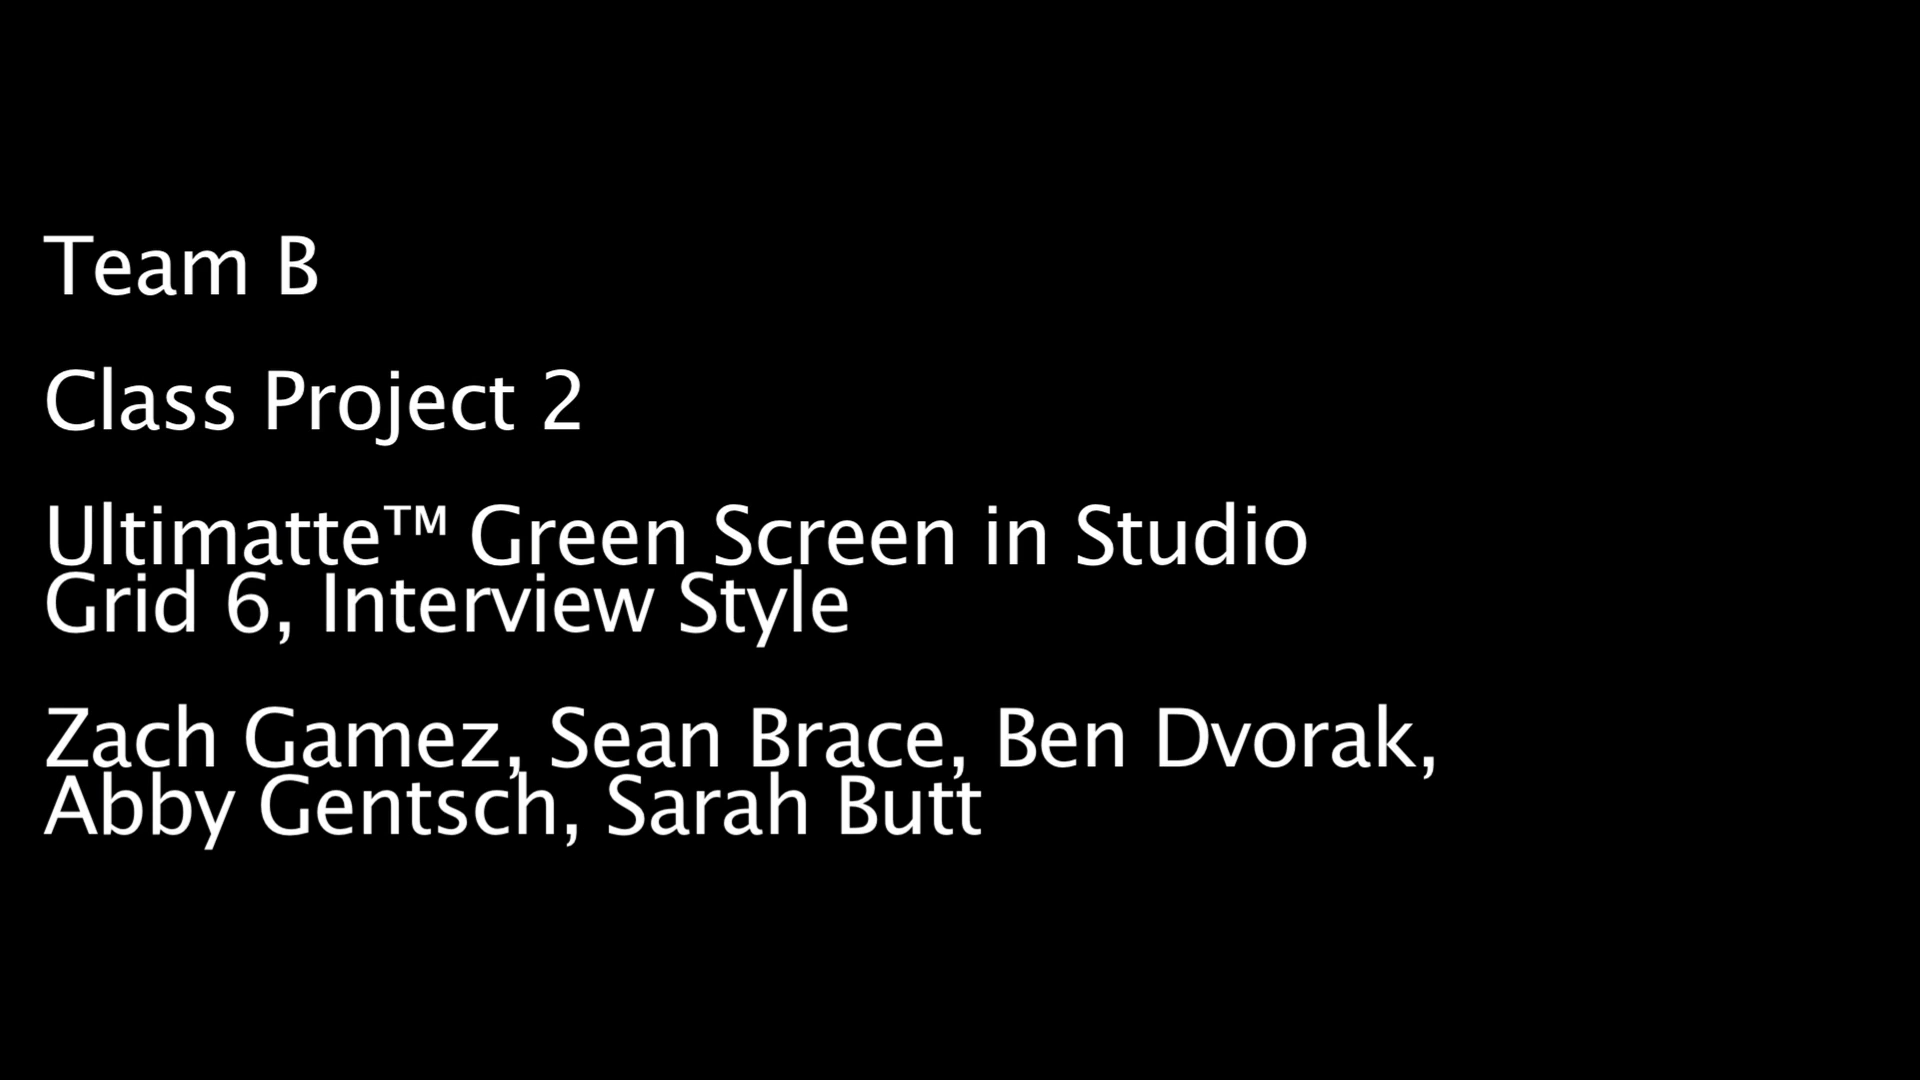 Team B
Class Project 2
Ultimatte™ Green Screen in Studio
Grid 6, Interview Style
Zach Gamez, Sean Brace, Ben Dvorak,
Abby Gentsch, Sarah Butt